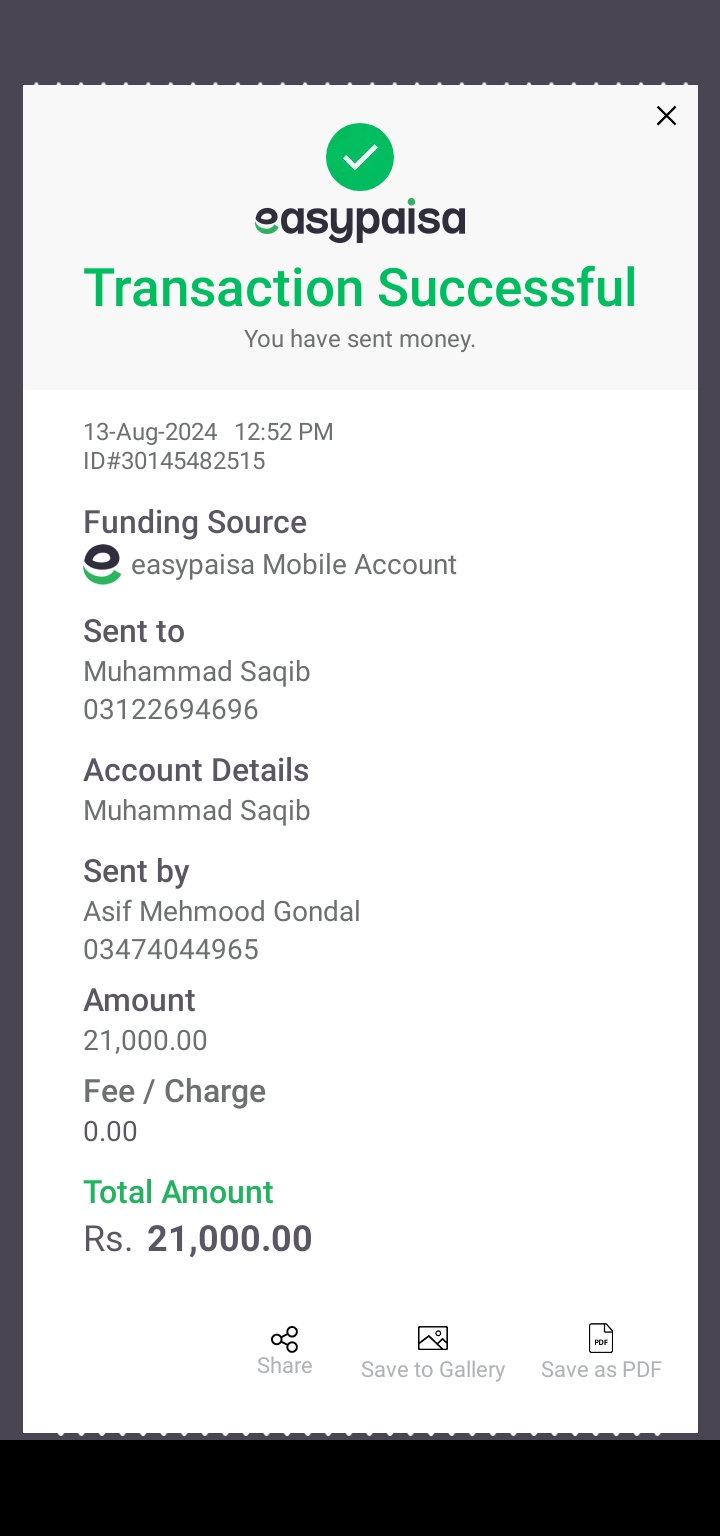 easypaisa
Transaction Successful
You have sent money.
13-Aug-2024 12:52 PM
ID#30145482515
Funding Source
easypaisa Mobile Account
Sent to
Muhammad Saqib
03122694696
Account Details
Muhammad Saqib
Sent by
Asif Mehmood Gondal
03474044965
Amount
21,000.00
Fee / Charge
0.00
Total Amount
Rs. 21,000.00
Share
Save to Gallery
PDF
Save as PDF